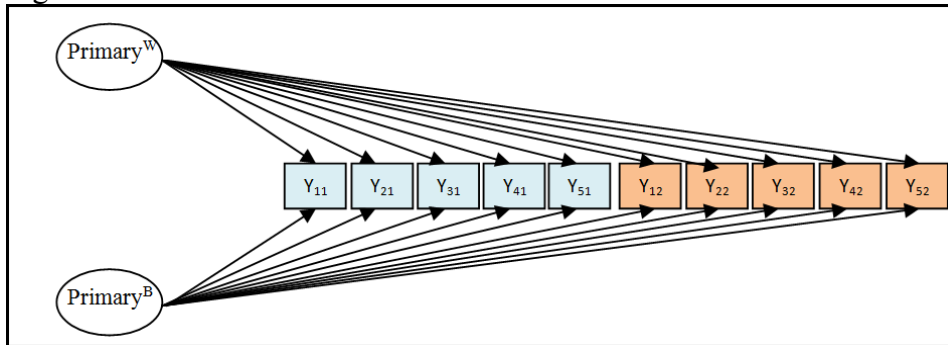 Primary^W
Y₁₁ Y₂₁ Y₃₁ Y₄₁ Y₅₁ Y₁₂ Y₂₂ Y₃₂ Y₄₂ Y₅₂
Primary^B